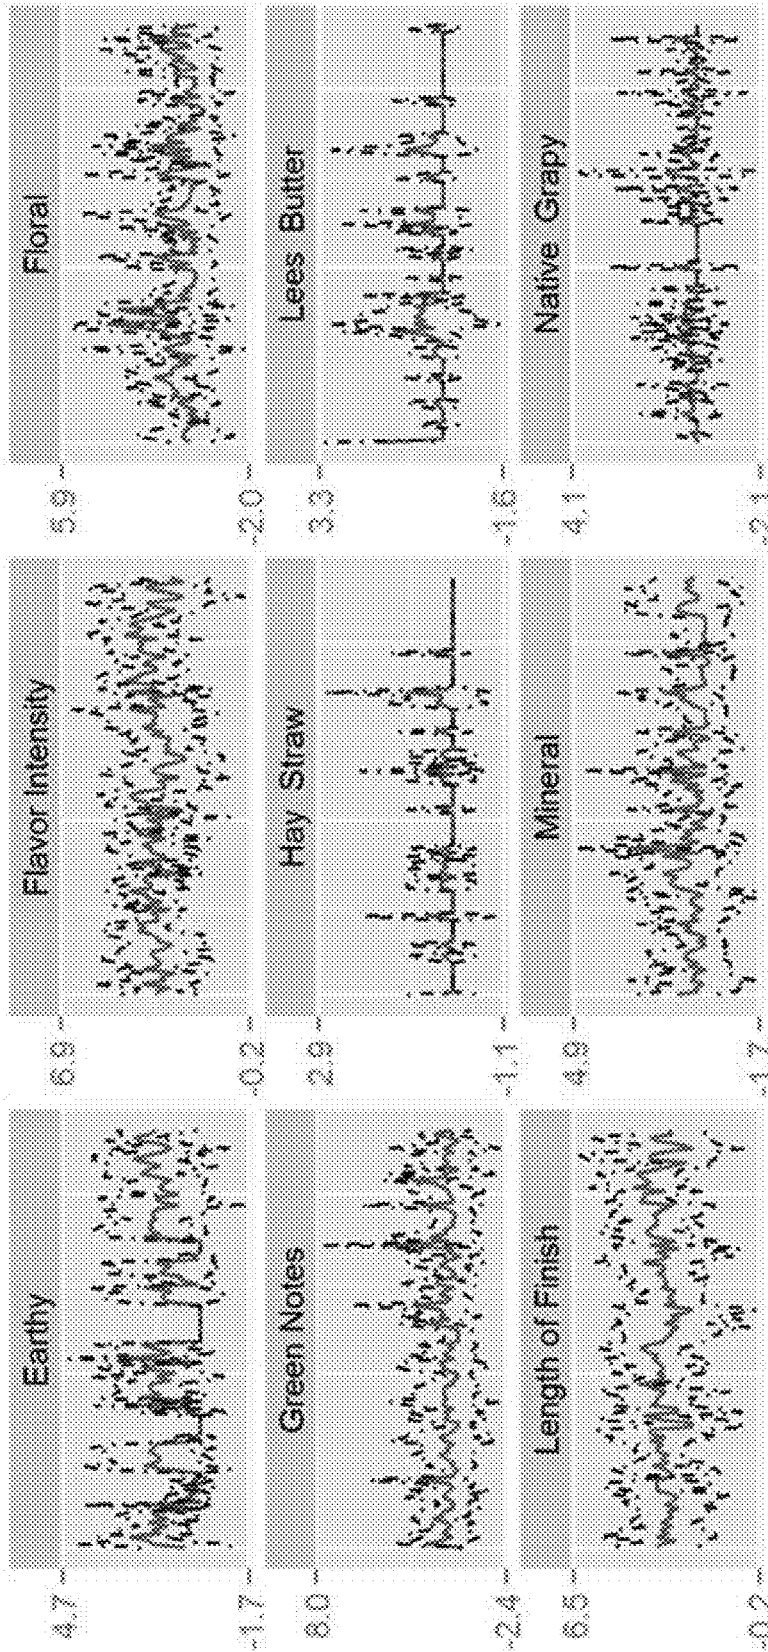 Earthy
4.7
-1.7
Flavor Intensity
6.9
-0.2
Floral
5.9
-2.0
Green Notes
8.0
-2.4
Hay Straw
2.9
-1.1
Lees Butter
3.3
-1.6
Length of Finish
6.5
-0.2
Mineral
4.9
-1.7
Native Grapy
4.1
-2.1